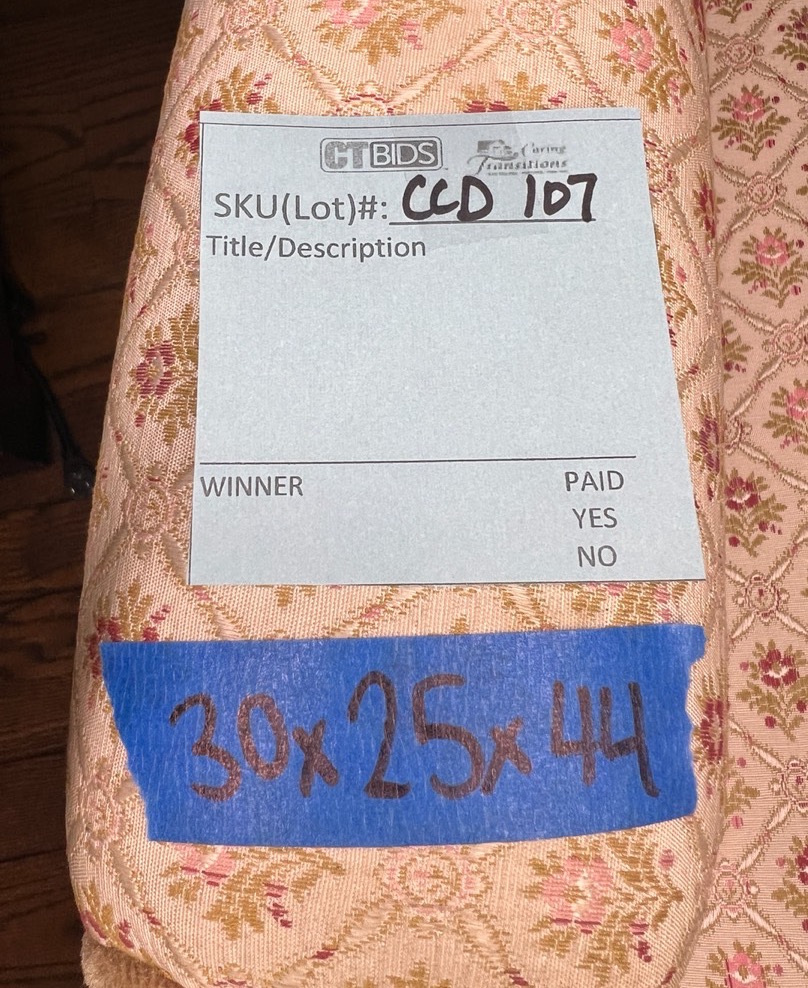 CTBIDS Caring Transitions
SKU(Lot)#: CCD 107
Title/Description
WINNER PAID
YES
NO
30x25x44